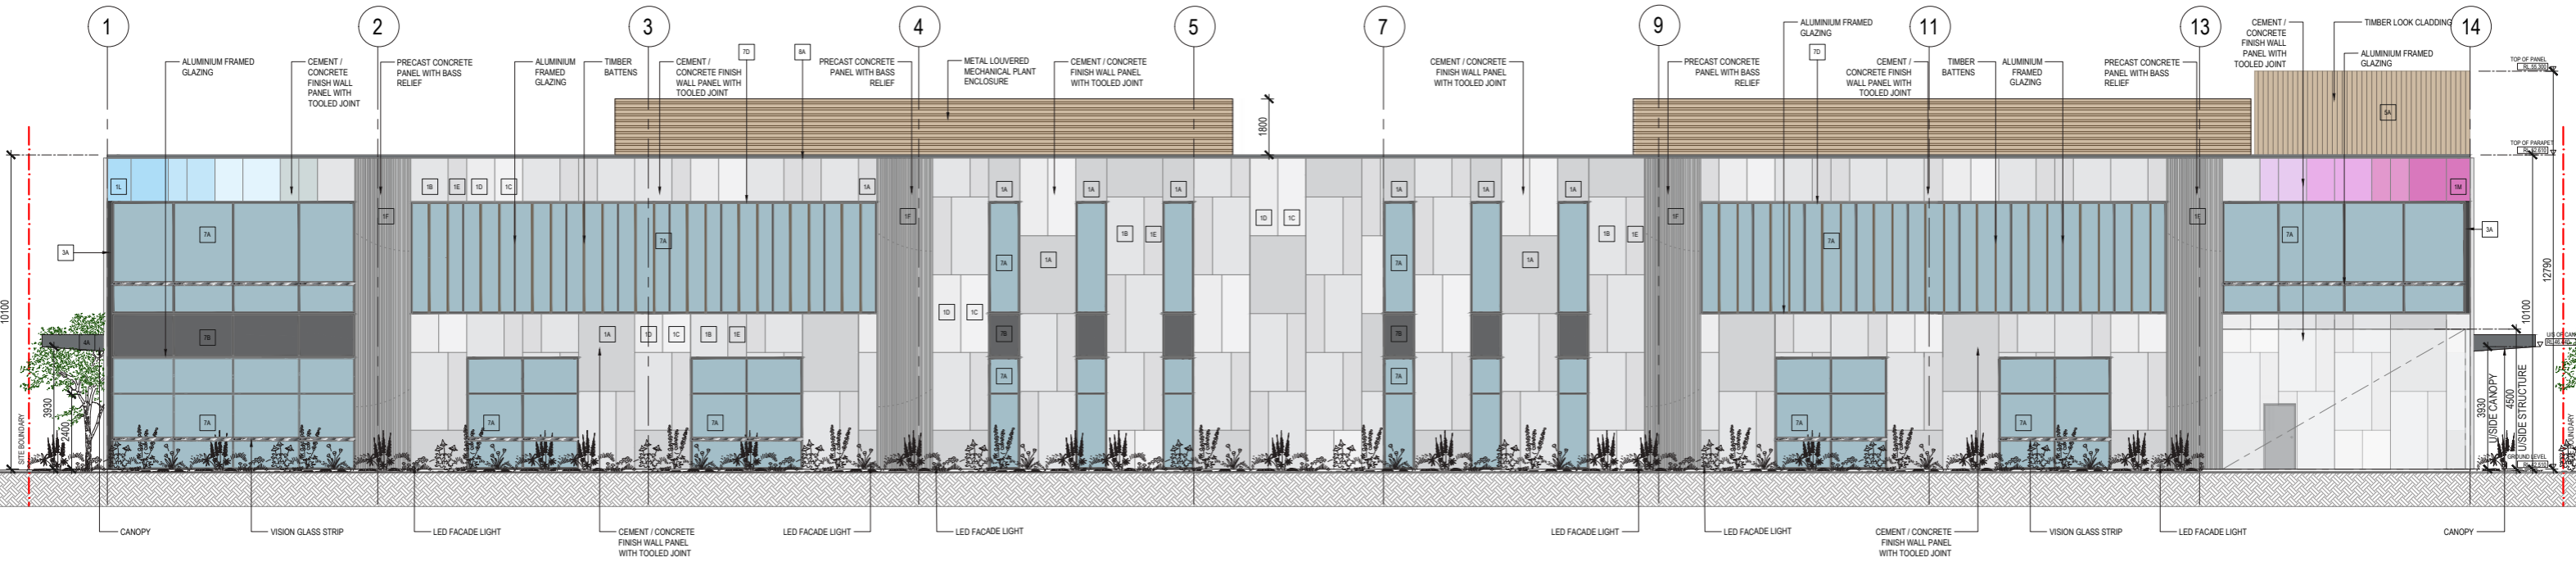 1
2
3
4
5
7
9
11
13
14
ALUMINIUM FRAMED
GLAZING
CEMENT /
CONCRETE
FINISH WALL
PANEL WITH
TOOLED JOINT
PRECAST CONCRETE
PANEL WITH BASS
RELIEF
ALUMINIUM
FRAMED
GLAZING
TIMBER
BATTENS
CEMENT /
CONCRETE FINISH
WALL PANEL WITH
TOOLED JOINT
7D
8A
PRECAST CONCRETE
PANEL WITH BASS
RELIEF
METAL LOUVERED
MECHANICAL PLANT
ENCLOSURE
CEMENT / CONCRETE
FINISH WALL PANEL
WITH TOOLED JOINT
1800
CEMENT / CONCRETE
FINISH WALL PANEL
WITH TOOLED JOINT
PRECAST CONCRETE
PANEL WITH BASS
RELIEF
ALUMINIUM FRAMED
GLAZING
7D
CEMENT /
CONCRETE FINISH
WALL PANEL WITH
TOOLED JOINT
TIMBER
BATTENS
ALUMINIUM
FRAMED
GLAZING
PRECAST CONCRETE
PANEL WITH BASS
RELIEF
CEMENT /
CONCRETE
FINISH WALL
PANEL WITH
TOOLED JOINT
TIMBER LOOK CLADDING
ALUMINIUM FRAMED
GLAZING
TOP OF PANEL
5A
TOP OF PARAPET
1L
1B
1E
1D
1C
1A
1A
1A
1A
1A
1A
1A
1M
1F
1F
1D
1C
1F
1F
7A
7A
1B
1E
1B
1E
7A
7A
3A
3A
1A
1A
7A
7A
10100
12790
10100
1D
1C
4A
7B
1A
1D
1C
1B
1E
7B
7B
7A
7A
3930
2400
7A
7A
7A
7A
7A
3930
U/SIDE CANOPY
4500
U/SIDE STRUCTURE
SITE BOUNDARY
GROUND LEVEL
CANOPY
VISION GLASS STRIP
LED FACADE LIGHT
CEMENT / CONCRETE
FINISH WALL PANEL
WITH TOOLED JOINT
LED FACADE LIGHT
LED FACADE LIGHT
LED FACADE LIGHT
LED FACADE LIGHT
CEMENT / CONCRETE
FINISH WALL PANEL
WITH TOOLED JOINT
VISION GLASS STRIP
LED FACADE LIGHT
CANOPY